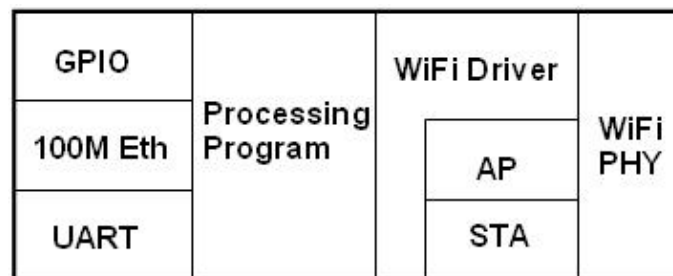 GPIO
100M Eth
UART
Processing
Program
WiFi Driver
AP
STA
WiFi
PHY